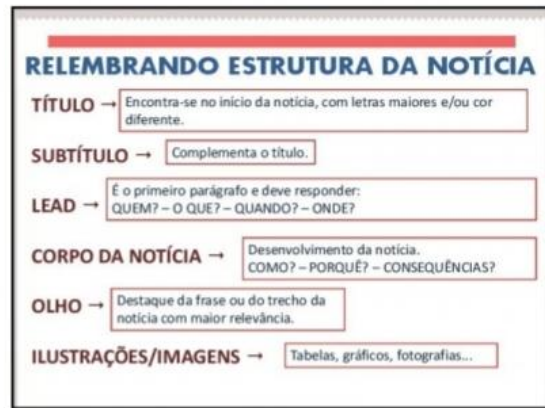 RELEMBRANDO ESTRUTURA DA NOTÍCIA
TÍTULO → Encontra-se no início da notícia, com letras maiores e/ou cor
diferente.
SUBTÍTULO → Complementa o título.
LEAD → É o primeiro parágrafo e deve responder:
QUEM? – O QUE? – QUANDO? – ONDE?
CORPO DA NOTÍCIA → Desenvolvimento da notícia.
COMO? – PORQUÊ? – CONSEQUÊNCIAS?
OLHO → Destaque da frase ou do trecho da
notícia com maior relevância.
ILUSTRAÇÕES/IMAGENS → Tabelas, gráficos, fotografias...